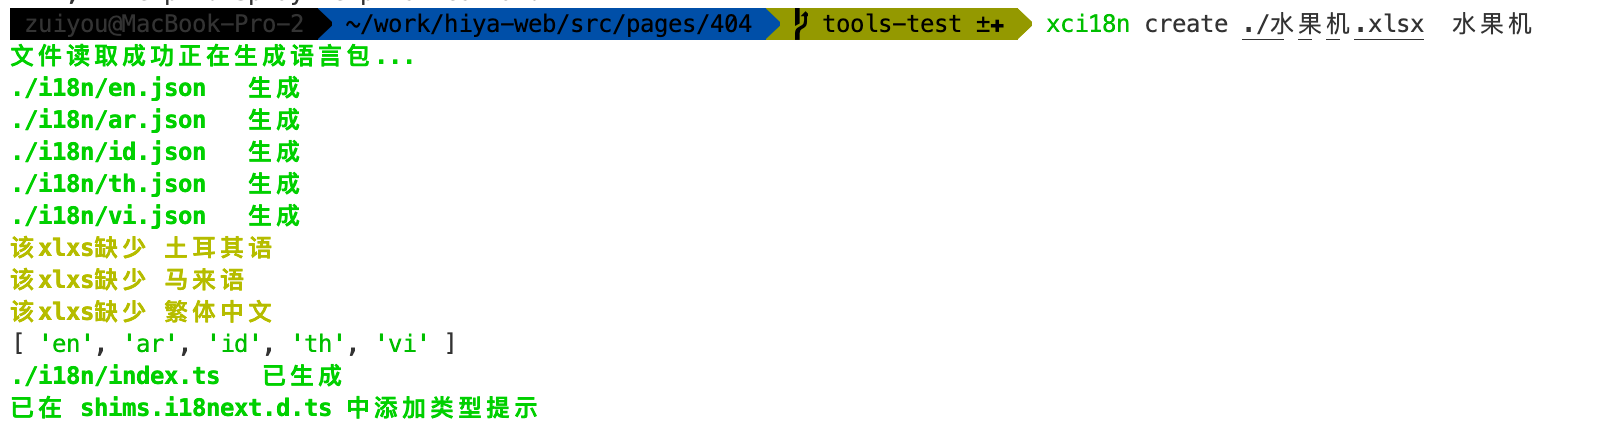 zuiyou@MacBook-Pro-2 ~/work/hiya-web/src/pages/404 tools-test ±✚ xci18n create ./水果机.xlsx 水果机
文件读取成功正在生成语言包...
./i18n/en.json 生成
./i18n/ar.json 生成
./i18n/id.json 生成
./i18n/th.json 生成
./i18n/vi.json 生成
该xlxs缺少 土耳其语
该xlxs缺少 马来语
该xlxs缺少 繁体中文
[ 'en', 'ar', 'id', 'th', 'vi' ]
./i18n/index.ts 已生成
已在 shims.i18next.d.ts 中添加类型提示